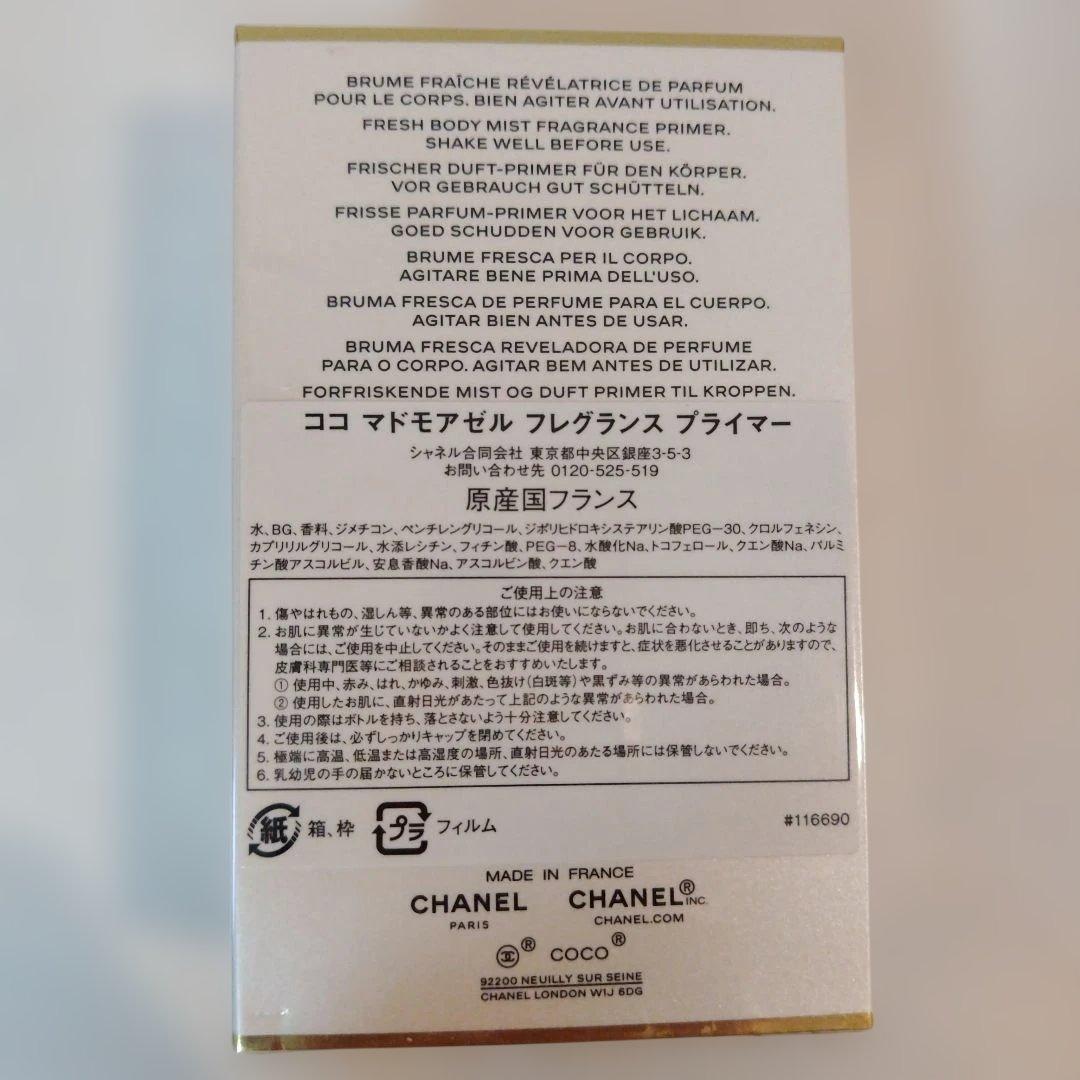 BRUME FRAÎCHE RÉVÉLATRICE DE PARFUM
POUR LE CORPS. BIEN AGITER AVANT UTILISATION.
FRESH BODY MIST FRAGRANCE PRIMER.
SHAKE WELL BEFORE USE.
FRISCHER DUFT-PRIMER FÜR DEN KÖRPER.
VOR GEBRAUCH GUT SCHÜTTELN.
FRISSE PARFUM-PRIMER VOOR HET LICHAAM.
GOED SCHUDDEN VOOR GEBRUIK.
BRUME FRESCA PER IL CORPO.
AGITARE BENE PRIMA DELL'USO.
BRUMA FRESCA DE PERFUME PARA EL CUERPO.
AGITAR BIEN ANTES DE USAR.
BRUMA FRESCA REVELADORA DE PERFUME
PARA O CORPO. AGITAR BEM ANTES DE UTILIZAR.
FORFRISKENDE MIST OG DUFT PRIMER TIL KROPPEN.
ココ マドモアゼル フレグランス プライマー
シャネル合同会社 東京都中央区銀座3-5-3
お問い合わせ先 0120-525-519
原産国フランス
水、BG、香料、ジメチコン、ペンチレングリコール、ジポリヒドロキシステアリン酸PEG-30、クロルフェネシン、
カプリリルグリコール、水添レシチン、フィチン酸、PEG-8、水酸化Na、トコフェロール、クエン酸Na、パルミ
チン酸アスコルビル、安息香酸Na、アスコルビン酸、クエン酸
ご使用上の注意
1. 傷やはれもの、湿しん等、異常のある部位にはお使いにならないでください。
2. お肌に異常が生じていないかよく注意して使用してください。お肌に合わないとき、即ち、次のような
場合には、ご使用を中止してください。そのままご使用を続けますと、症状を悪化させることがありますので、
皮膚科専門医等にご相談されることをおすすめいたします。
① 使用中、赤み、はれ、かゆみ、刺激、色抜け(白斑等)や黒ずみ等の異常があらわれた場合。
② 使用したお肌に、直射日光があたって上記のような異常があらわれた場合。
3. 使用の際はボトルを持ち、落とさないよう十分注意してください。
4. ご使用後は、必ずしっかりキャップを閉めてください。
5. 極端に高温、低温または高湿度の場所、直射日光のあたる場所には保管しないでください。
6. 乳幼児の手の届かないところに保管してください。
紙 箱、枠 プラ フィルム #116690
MADE IN FRANCE
CHANEL CHANEL® INC.
PARIS CHANEL.COM
® COCO®
92200 NEUILLY SUR SEINE
CHANEL LONDON W1J 6DG